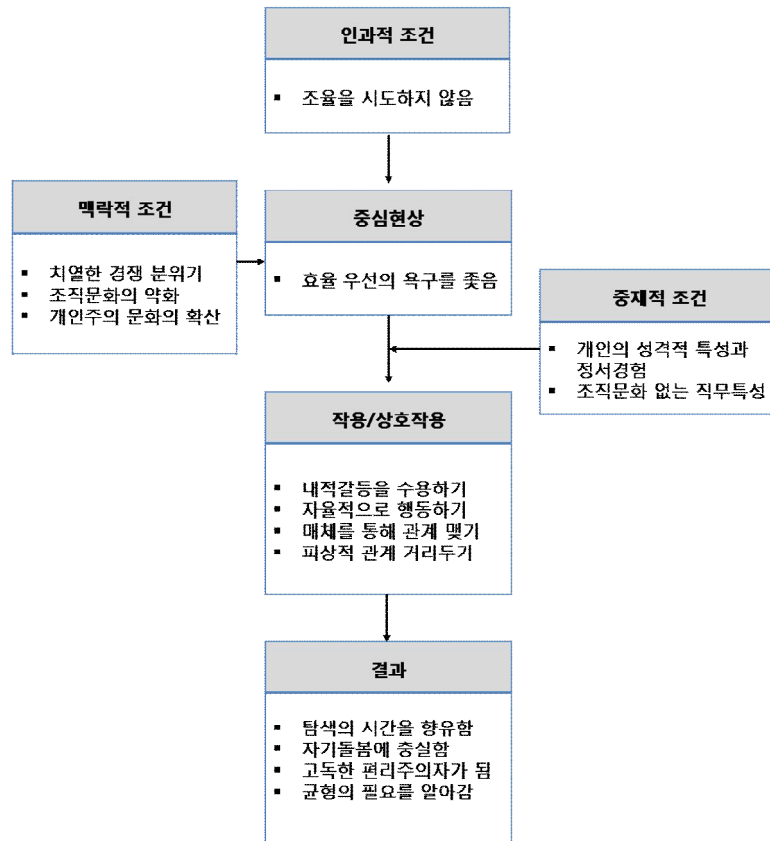 인과적 조건
▪ 조율을 시도하지 않음
맥락적 조건
▪ 치열한 경쟁 분위기
▪ 조직문화의 약화
▪ 개인주의 문화의 확산
중심현상
▪ 효율 우선의 욕구를 좇음
중재적 조건
▪ 개인의 성격적 특성과
정서경험
▪ 조직문화 없는 직무특성
작용/상호작용
▪ 내적갈등을 수용하기
▪ 자율적으로 행동하기
▪ 매체를 통해 관계 맺기
▪ 피상적 관계 거리두기
결과
▪ 탐색의 시간을 향유함
▪ 자기돌봄에 충실함
▪ 고독한 편리주의자가 됨
▪ 균형의 필요를 알아감